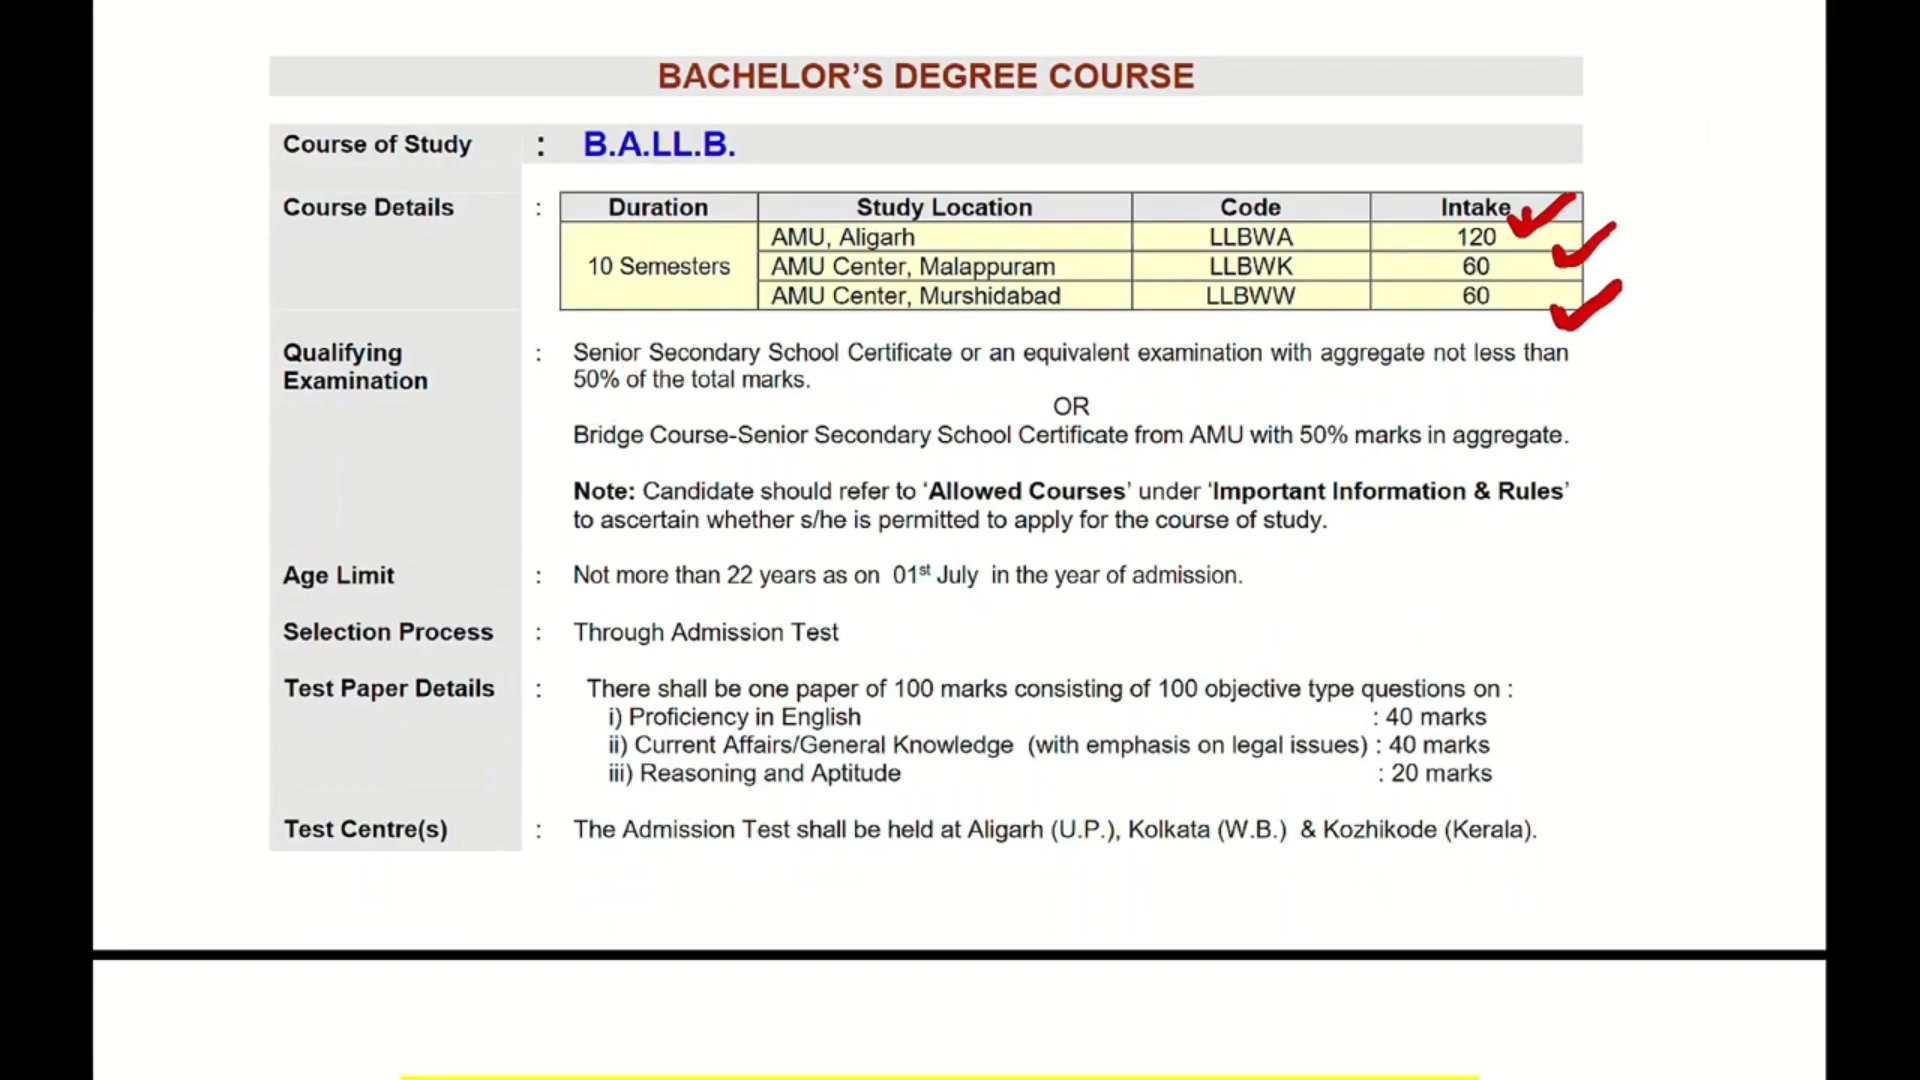 BACHELOR’S DEGREE COURSE
Course of Study : B.A.LL.B.
Course Details :
Duration Study Location Code Intake
10 Semesters
AMU, Aligarh LLBWA 120
AMU Center, Malappuram LLBWK 60
AMU Center, Murshidabad LLBWW 60
Qualifying Examination : Senior Secondary School Certificate or an equivalent examination with aggregate not less than
50% of the total marks.
OR
Bridge Course-Senior Secondary School Certificate from AMU with 50% marks in aggregate.
Note: Candidate should refer to ‘Allowed Courses’ under ‘Important Information & Rules’
to ascertain whether s/he is permitted to apply for the course of study.
Age Limit : Not more than 22 years as on 01st July in the year of admission.
Selection Process : Through Admission Test
Test Paper Details : There shall be one paper of 100 marks consisting of 100 objective type questions on :
i) Proficiency in English : 40 marks
ii) Current Affairs/General Knowledge (with emphasis on legal issues) : 40 marks
iii) Reasoning and Aptitude : 20 marks
Test Centre(s) : The Admission Test shall be held at Aligarh (U.P.), Kolkata (W.B.) & Kozhikode (Kerala).